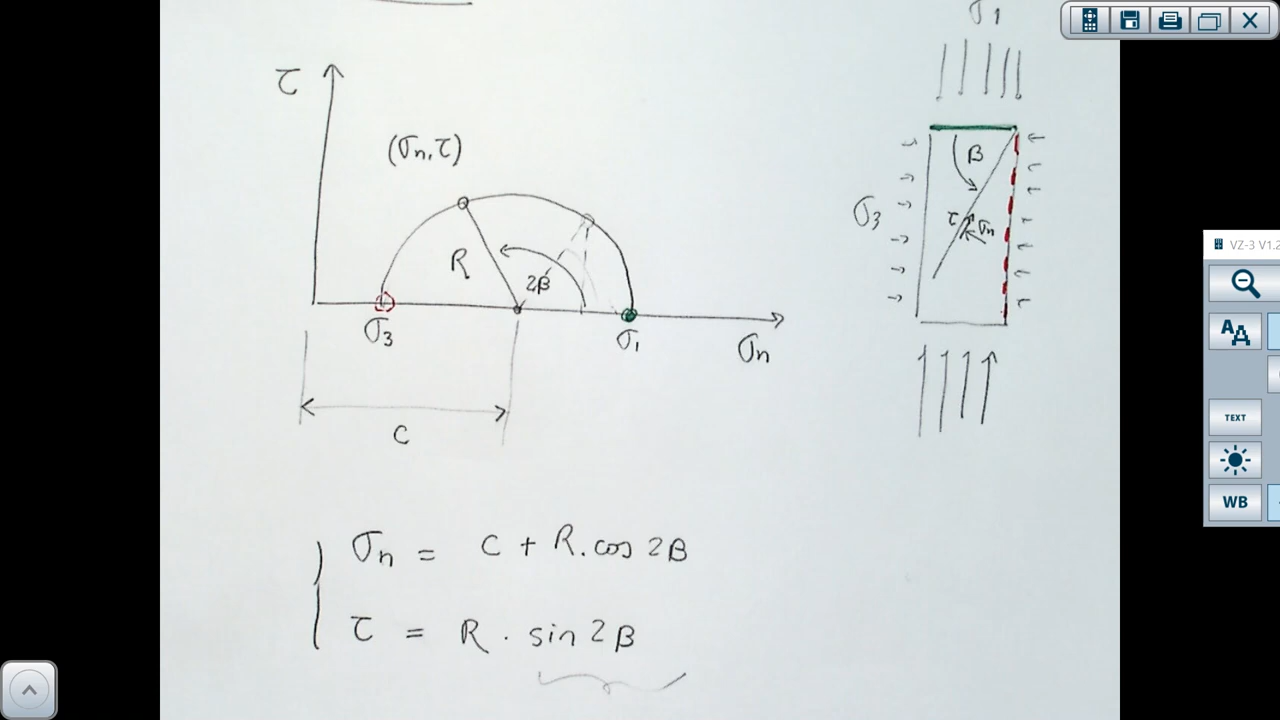 σ1
τ
(σn,τ)
β
σ3
τ
σn
R
2β
σ3
σ1
σn
c
σn = c + R.cos 2β
τ = R . sin 2β
VZ-3 V1.2
AA
TEXT
WB